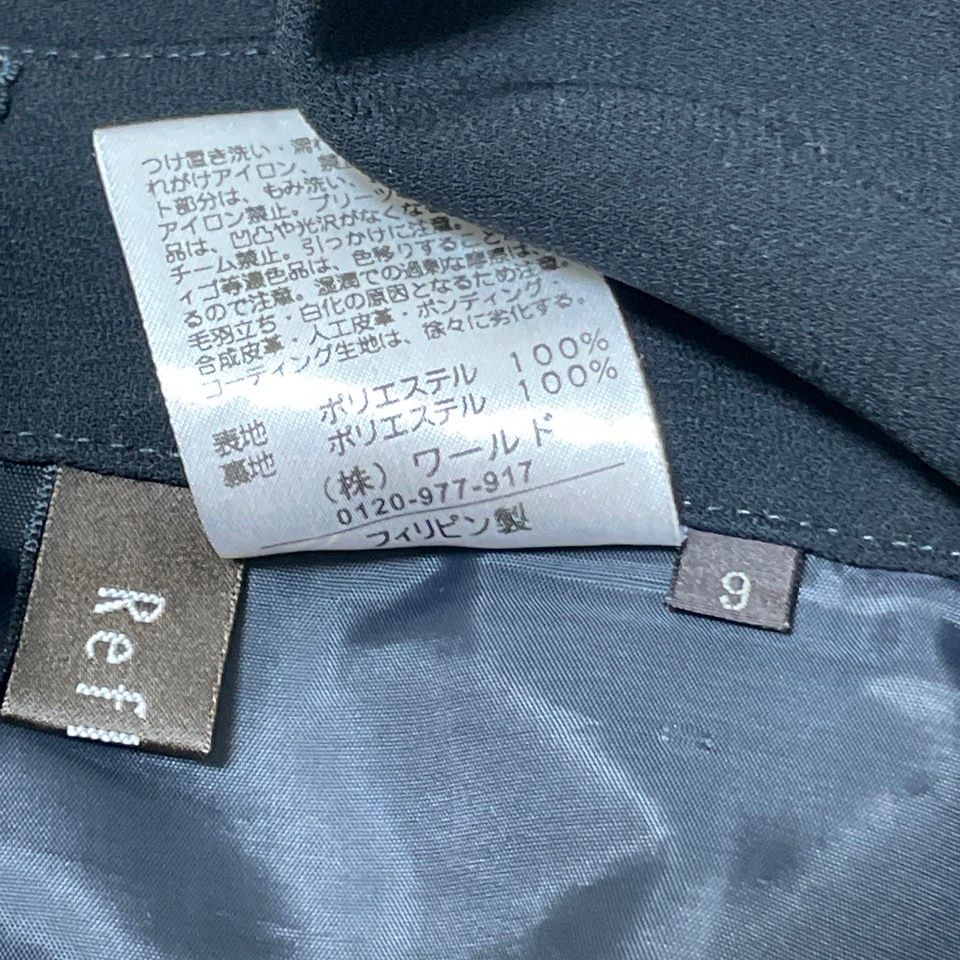 つけ置き洗い・濡
れがけアイロン、禁
ト部分は、もみ洗い、
アイロン禁止。プリーツ
品は、凹凸や光沢がなくな
チーム禁止。引っかけに注意。
ィゴ等濃色品は、色移りするこ
るので注意。湿潤での過剰な摩擦は
毛羽立ち・白化の原因となるため注意。
合成皮革・人工皮革・ボンディング・
コーティング生地は、徐々に劣化する。
表地 ポリエステル 100%
裏地 ポリエステル 100%
(株)ワールド
0120-977-917
フィリピン製
Ref
9